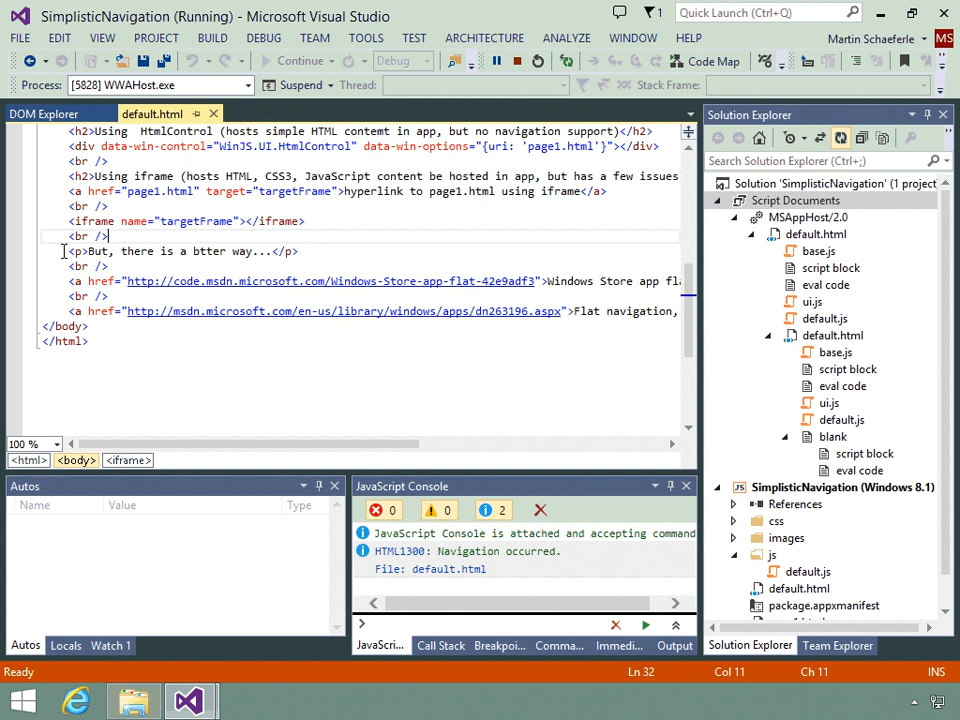 SimplisticNavigation (Running) - Microsoft Visual Studio
1
Quick Launch (Ctrl+Q)
FILE EDIT VIEW PROJECT BUILD DEBUG TEAM TOOLS TEST ARCHITECTURE ANALYZE WINDOW HELP
Martin Schaeferle MS
Continue Debug Code Map
Process: [5828] WWAHost.exe Suspend Thread: Stack Frame:
DOM Explorer default.html
<h2>Using  HtmlControl (hosts simple HTML contemt in app, but no navigation support)</h2>
<div data-win-control="WinJS.UI.HtmlControl" data-win-options="{uri: 'page1.html'}"></div>
<br />
<h2>Using iframe (hosts HTML, CSS3, JavaScript content be hosted in app, but has a few issues
<a href="page1.html" target="targetFrame">hyperlink to page1.html using iframe</a>
<br />
<iframe name="targetFrame"></iframe>
<br />
<p>But, there is a btter way...</p>
<br />
<a href="http://code.msdn.microsoft.com/Windows-Store-app-flat-42e9adf3">Windows Store app fla
<br />
<a href="http://msdn.microsoft.com/en-us/library/windows/apps/dn263196.aspx">Flat navigation,
</body>
</html>
100 %
<html> <body> <iframe>
Autos
Name Value Type
Autos Locals Watch 1
JavaScript Console
0 0 2
JavaScript Console is attached and accepting command
HTML1300: Navigation occurred.
File: default.html
JavaScri... Call Stack Breakpoi... Comma... Immedi... Output
Solution Explorer
Search Solution Explorer (Ctrl+;)
Solution 'SimplisticNavigation' (1 project
Script Documents
MSAppHost/2.0
default.html
base.js
script block
eval code
ui.js
default.js
default.html
base.js
script block
eval code
ui.js
default.js
blank
script block
eval code
SimplisticNavigation (Windows 8.1)
References
css
images
js
default.js
default.html
package.appxmanifest
Solution Explorer Team Explorer
Ready Ln 32 Col 11 Ch 11 INS